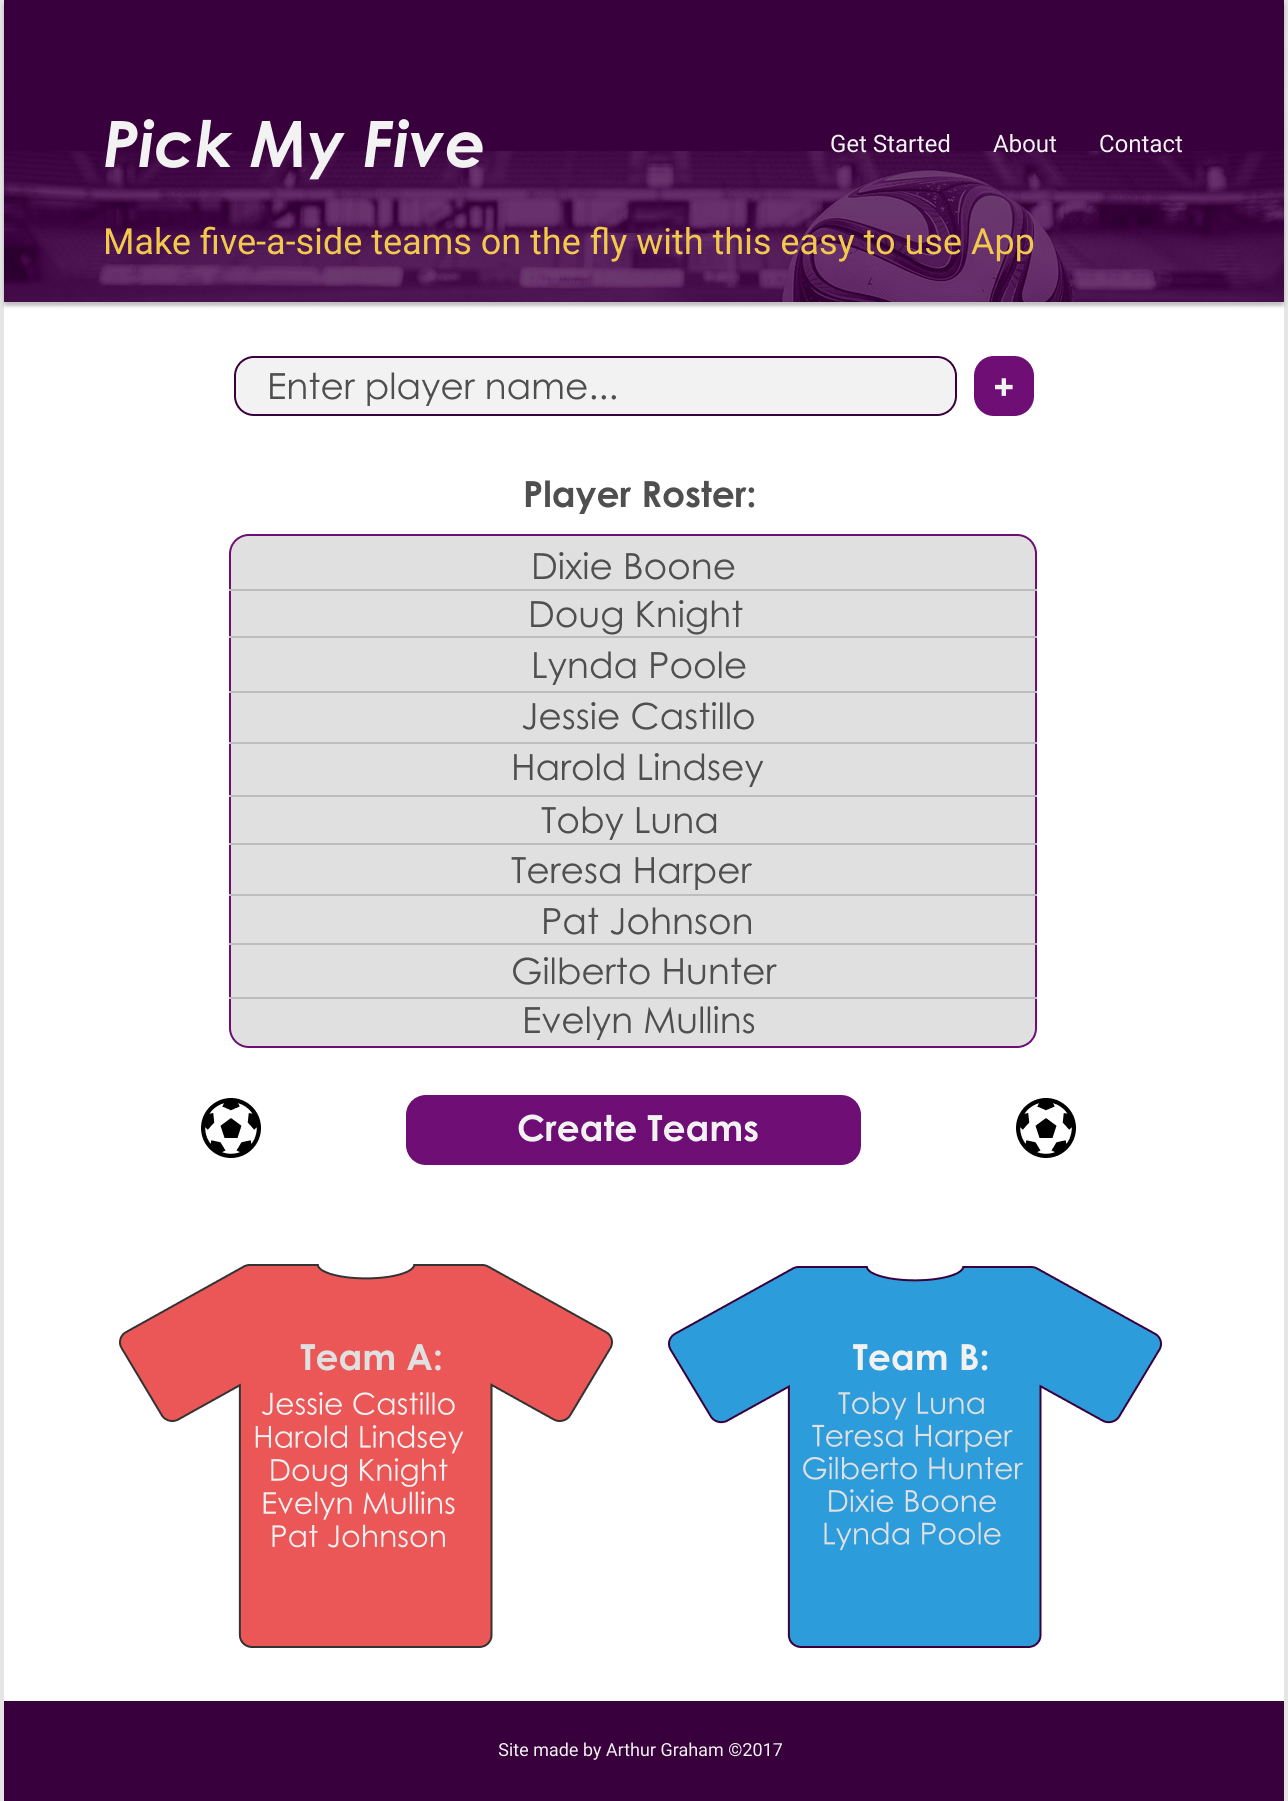 Pick My Five
Get Started
About
Contact
Make five-a-side teams on the fly with this easy to use App
Enter player name...
+
Player Roster:
Dixie Boone
Doug Knight
Lynda Poole
Jessie Castillo
Harold Lindsey
Toby Luna
Teresa Harper
Pat Johnson
Gilberto Hunter
Evelyn Mullins
Create Teams
Team A:
Jessie Castillo
Harold Lindsey
Doug Knight
Evelyn Mullins
Pat Johnson
Team B:
Toby Luna
Teresa Harper
Gilberto Hunter
Dixie Boone
Lynda Poole
Site made by Arthur Graham ©2017